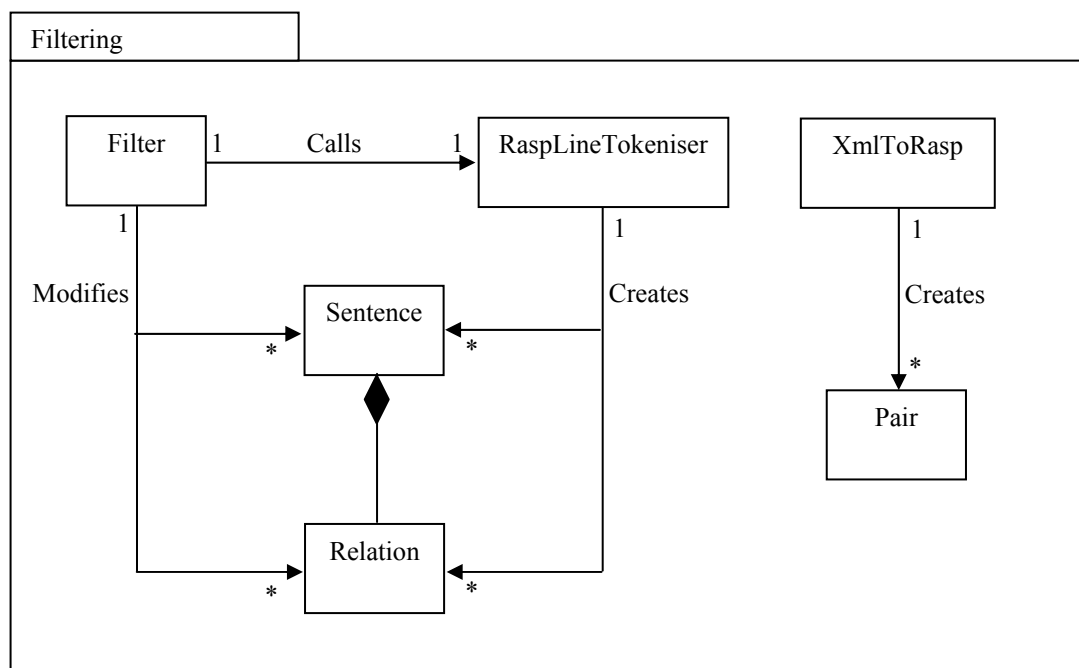 Filtering
Filter
1 Calls 1
RaspLineTokeniser
XmlToRasp
1
1
1
Modifies
Sentence
Creates
Creates
*
*
*
Pair
Relation
*
*